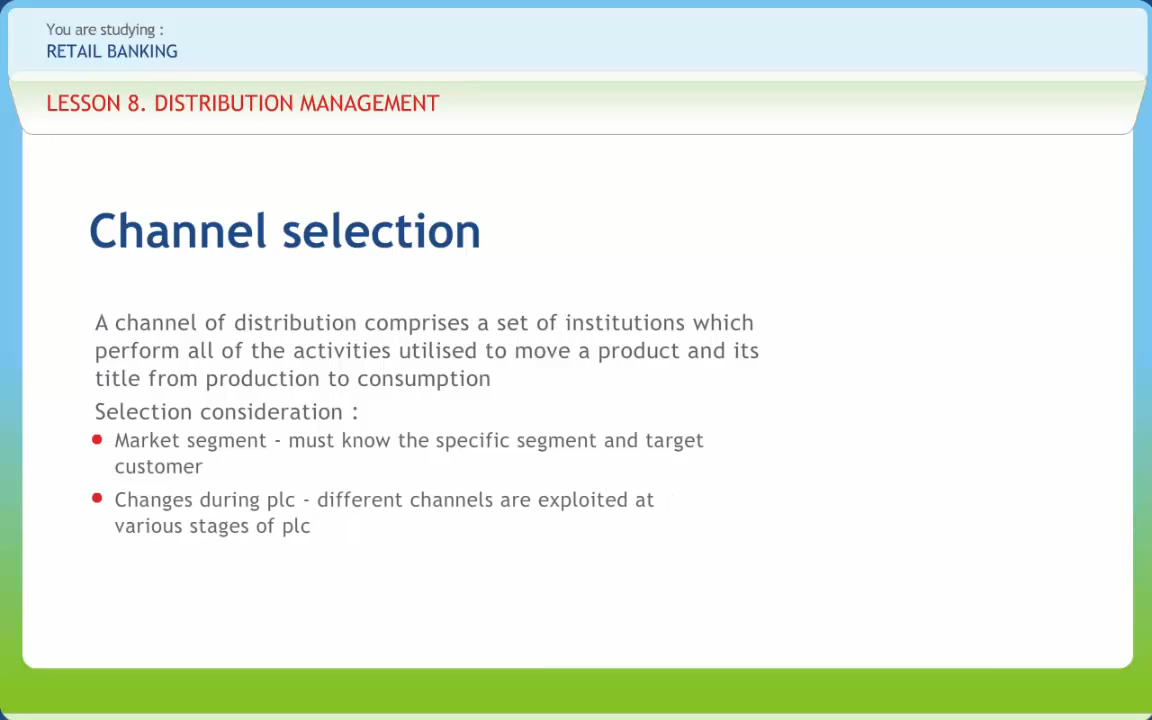 You are studying :
RETAIL BANKING
LESSON 8. DISTRIBUTION MANAGEMENT
Channel selection
A channel of distribution comprises a set of institutions which
perform all of the activities utilised to move a product and its
title from production to consumption
Selection consideration :
Market segment - must know the specific segment and target
customer
Changes during plc - different channels are exploited at
various stages of plc